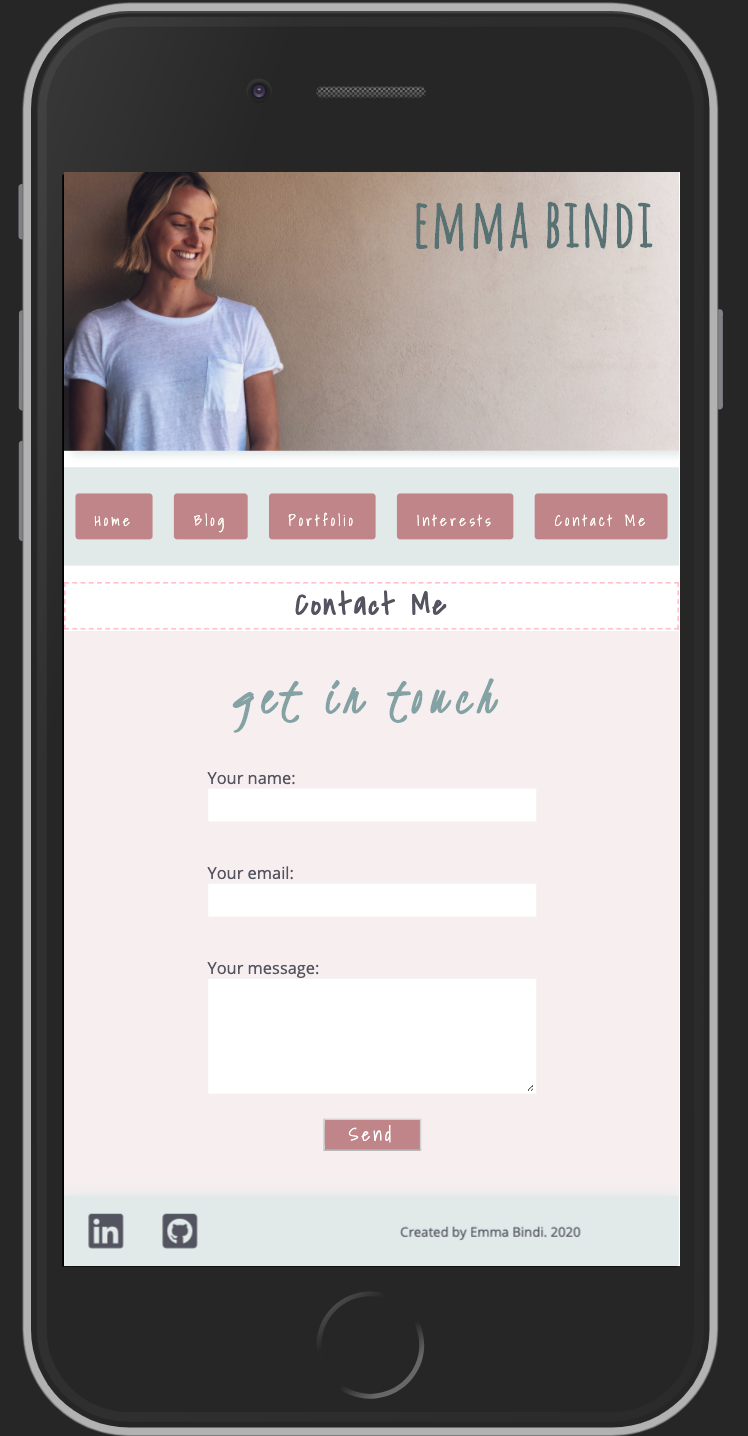 EMMA BINDI
Home Blog Portfolio Interests Contact Me
Contact Me
get in touch
Your name:
Your email:
Your message:
Send
in Created by Emma Bindi. 2020